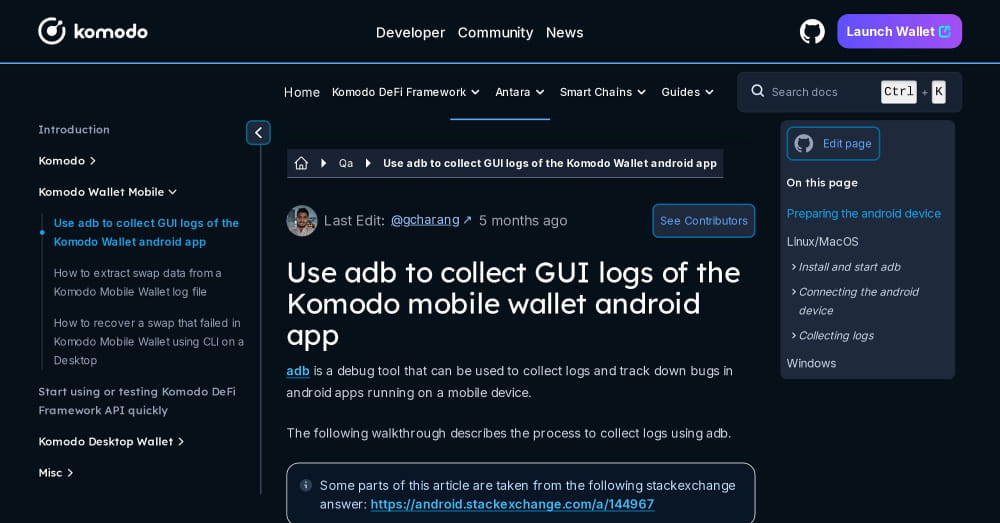 komodo
Developer Community News
Launch Wallet
Home Komodo DeFi Framework Antara Smart Chains Guides
Search docs Ctrl + K
Introduction
Komodo
Komodo Wallet Mobile
Use adb to collect GUI logs of the
Komodo Wallet android app
How to extract swap data from a
Komodo Mobile Wallet log file
How to recover a swap that failed in
Komodo Mobile Wallet using CLI on a
Desktop
Start using or testing Komodo DeFi
Framework API quickly
Komodo Desktop Wallet
Misc
Qa Use adb to collect GUI logs of the Komodo Wallet android app
Last Edit: @gcharang ↗ 5 months ago
See Contributors
Use adb to collect GUI logs of the
Komodo mobile wallet android
app
adb is a debug tool that can be used to collect logs and track down bugs in
android apps running on a mobile device.
The following walkthrough describes the process to collect logs using adb.
Some parts of this article are taken from the following stackexchange
answer: https://android.stackexchange.com/a/144967
Edit page
On this page
Preparing the android device
Linux/MacOS
Install and start adb
Connecting the android
device
Collecting logs
Windows